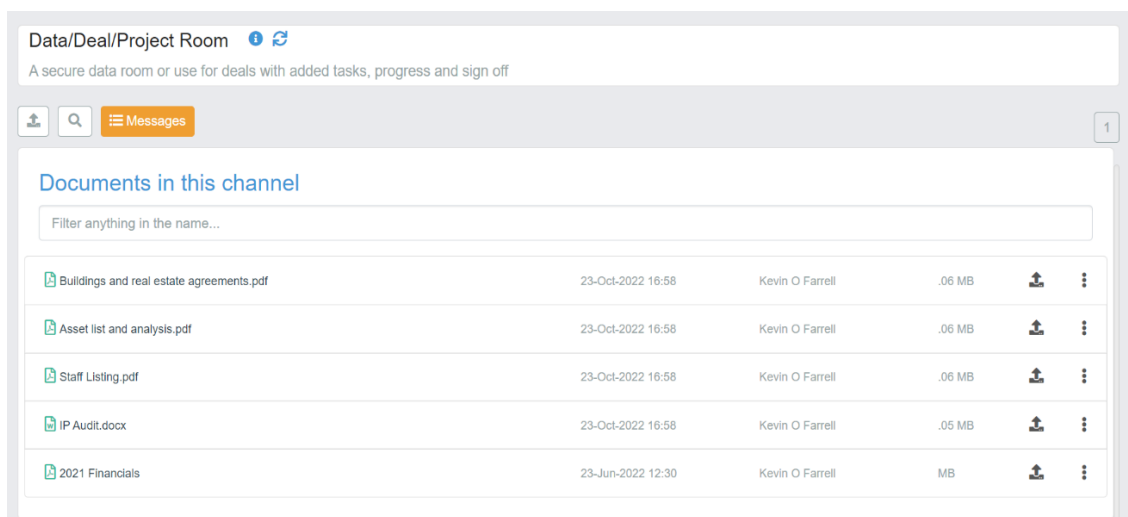 Data/Deal/Project Room
A secure data room or use for deals with added tasks, progress and sign off
Messages
1
Documents in this channel
Filter anything in the name...
Buildings and real estate agreements.pdf 23-Oct-2022 16:58 Kevin O Farrell .06 MB
Asset list and analysis.pdf 23-Oct-2022 16:58 Kevin O Farrell .06 MB
Staff Listing.pdf 23-Oct-2022 16:58 Kevin O Farrell .06 MB
IP Audit.docx 23-Oct-2022 16:58 Kevin O Farrell .05 MB
2021 Financials 23-Jun-2022 12:30 Kevin O Farrell MB